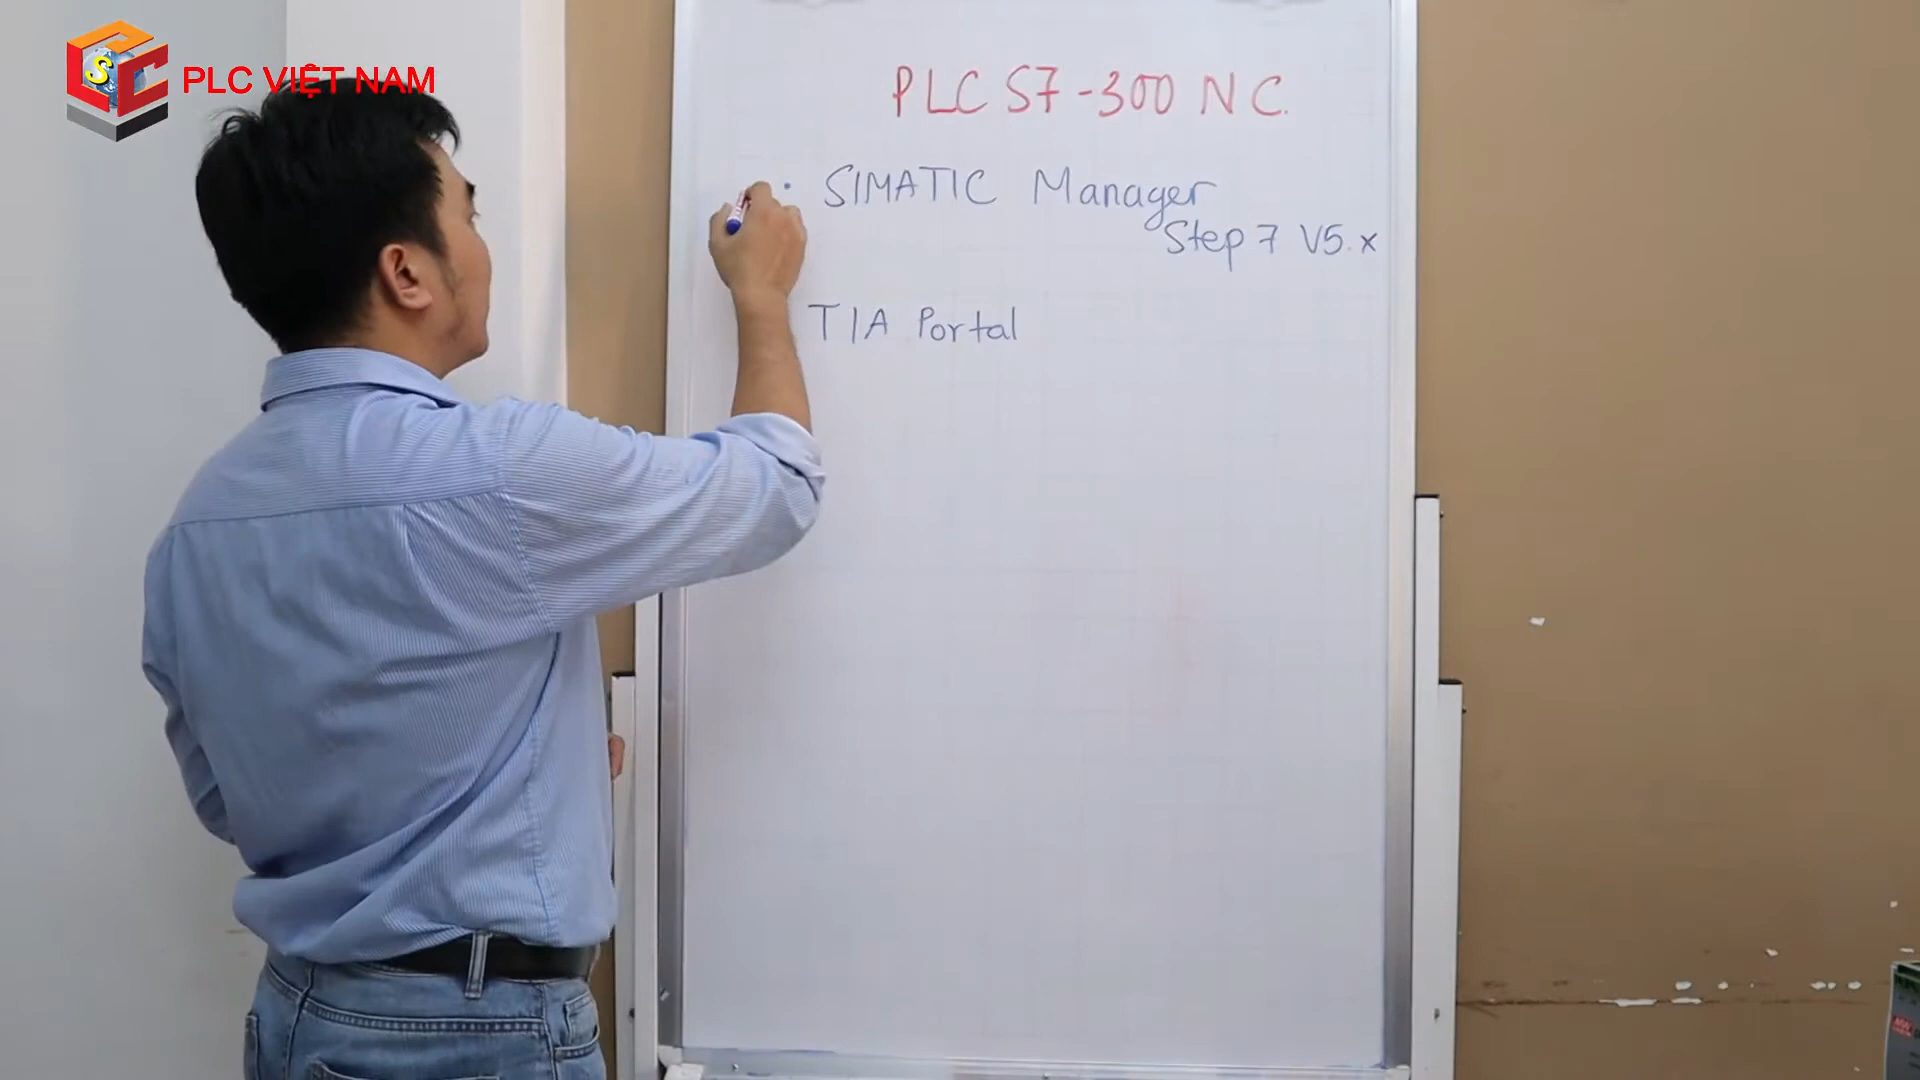 PLC VIỆT NAM
PLC S7-300 NC.
SIMATIC Manager
Step 7 V5.x
TIA Portal